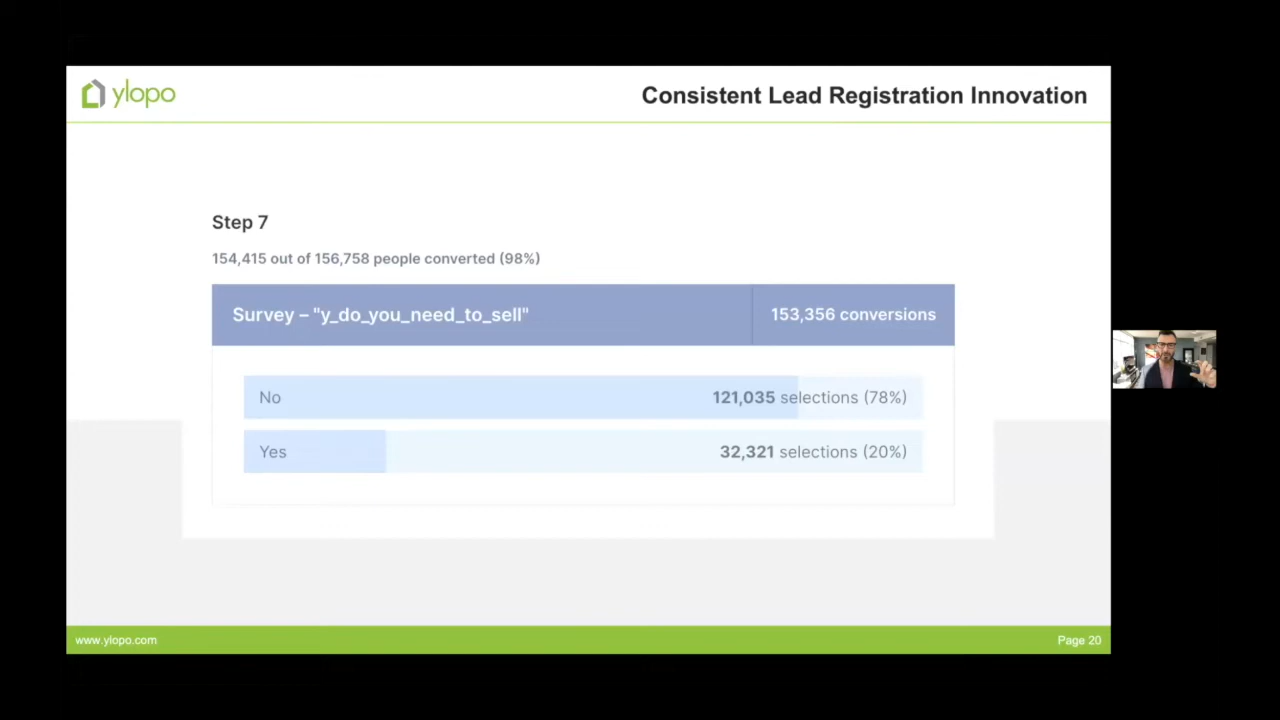 ylopo
Consistent Lead Registration Innovation
Step 7
154,415 out of 156,758 people converted (98%)
Survey – "y_do_you_need_to_sell"
153,356 conversions
No
121,035 selections (78%)
Yes
32,321 selections (20%)
www.ylopo.com
Page 20